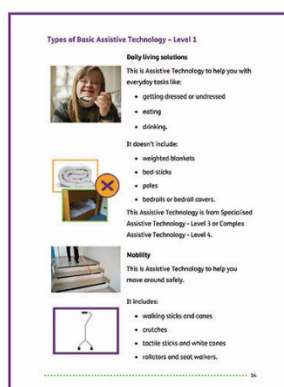 Types of Basic Assistive Technology – Level 1
Daily living solutions
This is Assistive Technology to help you with
everyday tasks like:
• getting dressed or undressed
• eating
• drinking.
It doesn't include:
• weighted blankets
• bed-sticks
• poles
• bedrails or bedrail covers.
This Assistive Technology is from Specialised
Assistive Technology – Level 3 or Complex
Assistive Technology – Level 4.
Mobility
This is Assistive Technology to help you
move around safely.
It includes:
• walking sticks and canes
• crutches
• tactile sticks and white canes
• rollators and seat walkers.
14